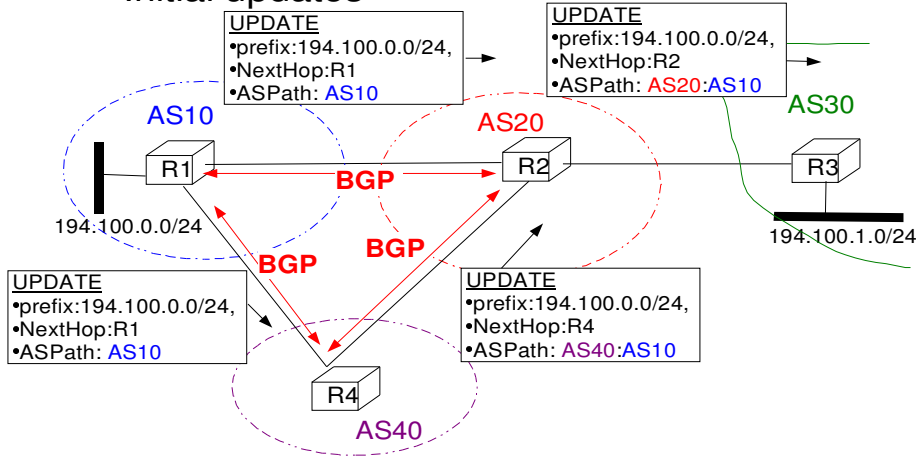 Initial updates
UPDATE
•prefix:194.100.0.0/24,
•NextHop:R1
•ASPath: AS10
UPDATE
•prefix:194.100.0.0/24,
•NextHop:R2
•ASPath: AS20:AS10
AS10
AS20
AS30
R1
R2
R3
BGP
194.100.0.0/24
194.100.1.0/24
BGP
BGP
UPDATE
•prefix:194.100.0.0/24,
•NextHop:R1
•ASPath: AS10
UPDATE
•prefix:194.100.0.0/24,
•NextHop:R4
•ASPath: AS40:AS10
R4
AS40